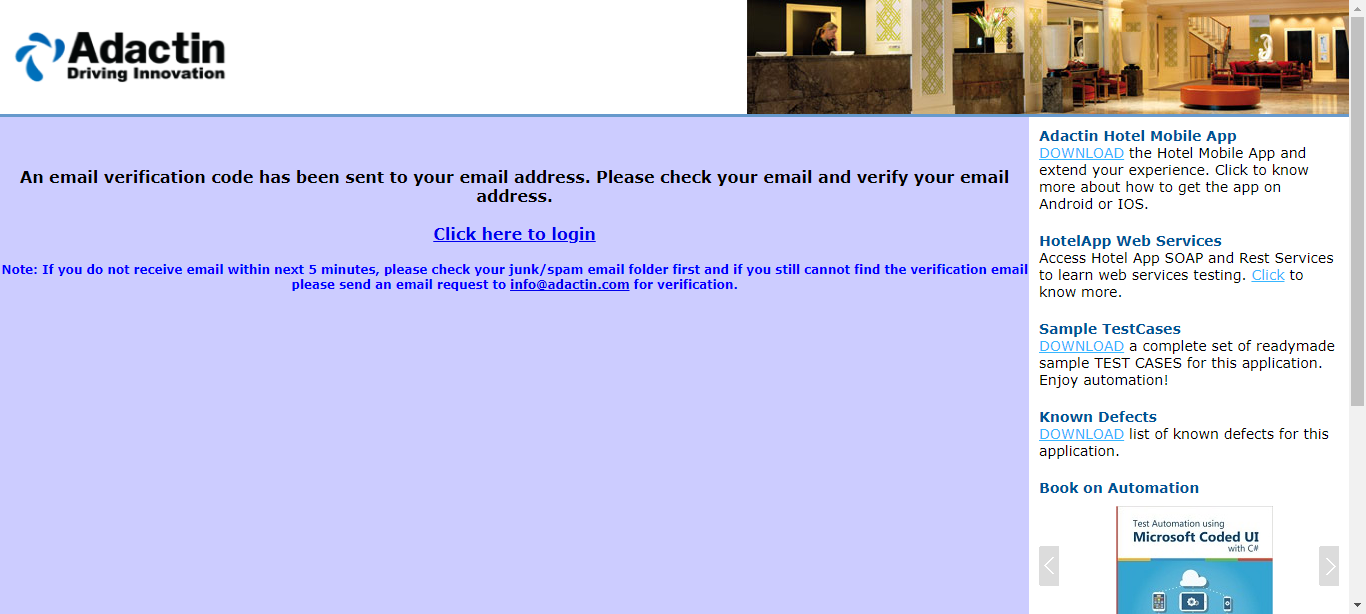 Adactin
Driving Innovation
An email verification code has been sent to your email address. Please check your email and verify your email
address.
Click here to login
Note: If you do not receive email within next 5 minutes, please check your junk/spam email folder first and if you still cannot find the verification email
please send an email request to info@adactin.com for verification.
Adactin Hotel Mobile App
DOWNLOAD the Hotel Mobile App and
extend your experience. Click to know
more about how to get the app on
Android or IOS.
HotelApp Web Services
Access Hotel App SOAP and Rest Services
to learn web services testing. Click to
know more.
Sample TestCases
DOWNLOAD a complete set of readymade
sample TEST CASES for this application.
Enjoy automation!
Known Defects
DOWNLOAD list of known defects for this
application.
Book on Automation
Test Automation using
Microsoft Coded UI
with C#